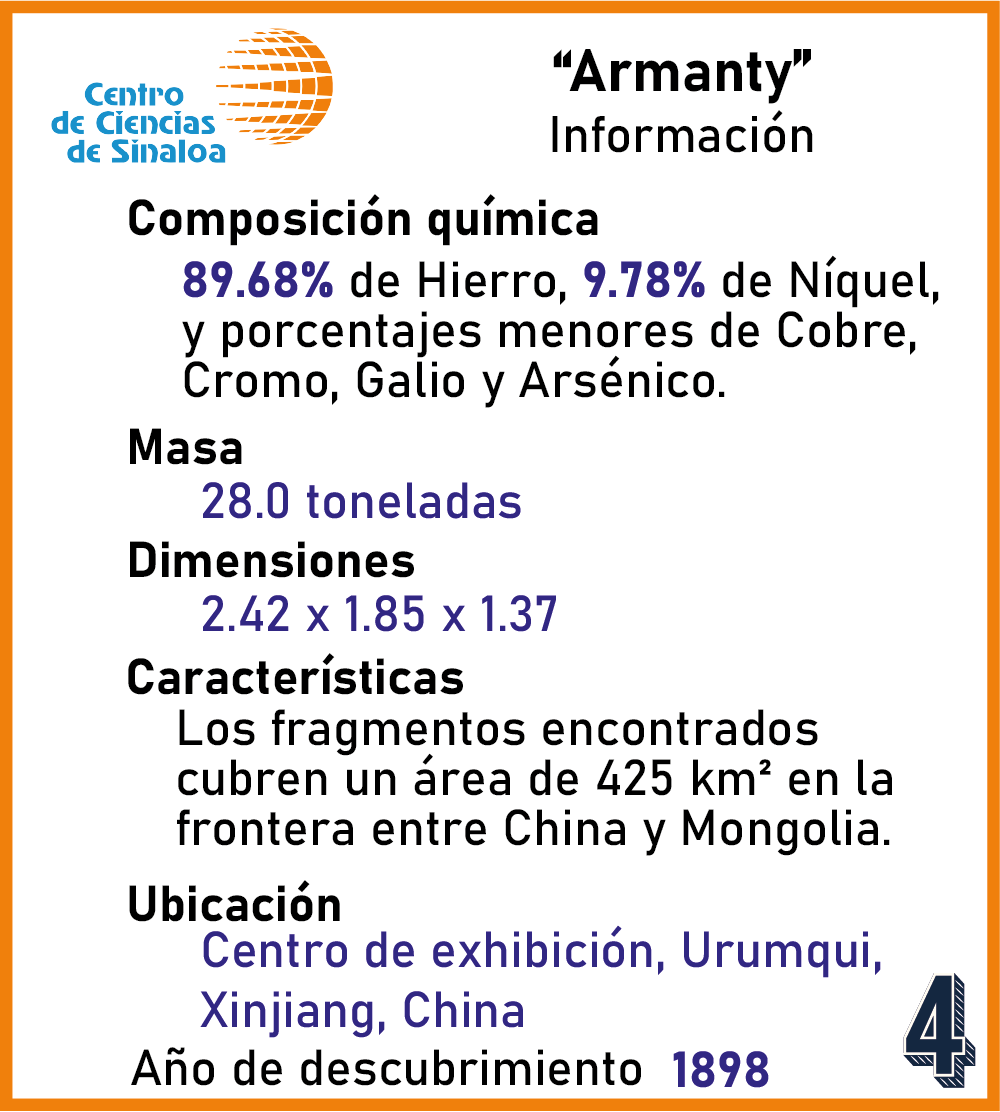 Centro
de Ciencias
de Sinaloa
“Armanty”
Información
Composición química
89.68% de Hierro, 9.78% de Níquel,
y porcentajes menores de Cobre,
Cromo, Galio y Arsénico.
Masa
28.0 toneladas
Dimensiones
2.42 x 1.85 x 1.37
Características
Los fragmentos encontrados
cubren un área de 425 km² en la
frontera entre China y Mongolia.
Ubicación
Centro de exhibición, Urumqui,
Xinjiang, China
Año de descubrimiento 1898
4